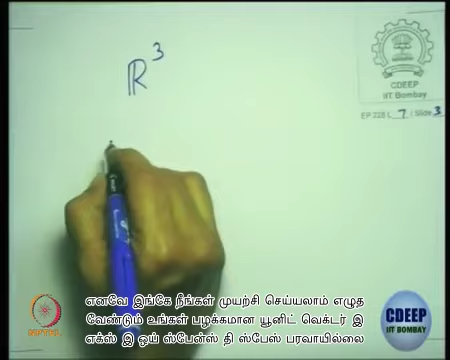 ℝ³
CDEEP
IIT Bombay
EP 228 L 7 / Slide 3
எனவே இங்கே நீங்கள் முயற்சி செய்யலாம் எழுத
வேண்டும் உங்கள் பழக்கமான யூனிட் வெக்டர் இ
எக்ஸ் இ ஒய் ஸ்பேன்ஸ் தி ஸ்பேஸ் பரவாயில்லை
NPTEL
CDEEP
IIT BOMBAY